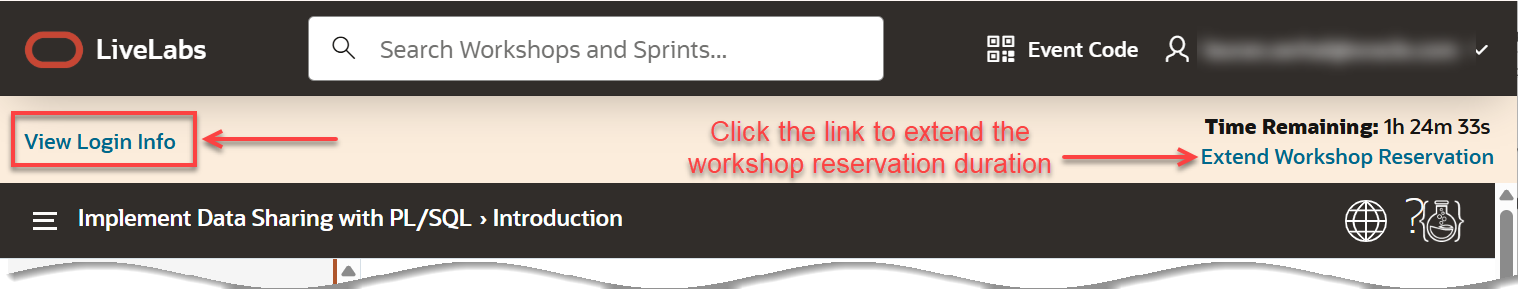 LiveLabs
Search Workshops and Sprints...
Event Code
View Login Info
Click the link to extend the
workshop reservation duration
Time Remaining: 1h 24m 33s
Extend Workshop Reservation
Implement Data Sharing with PL/SQL › Introduction